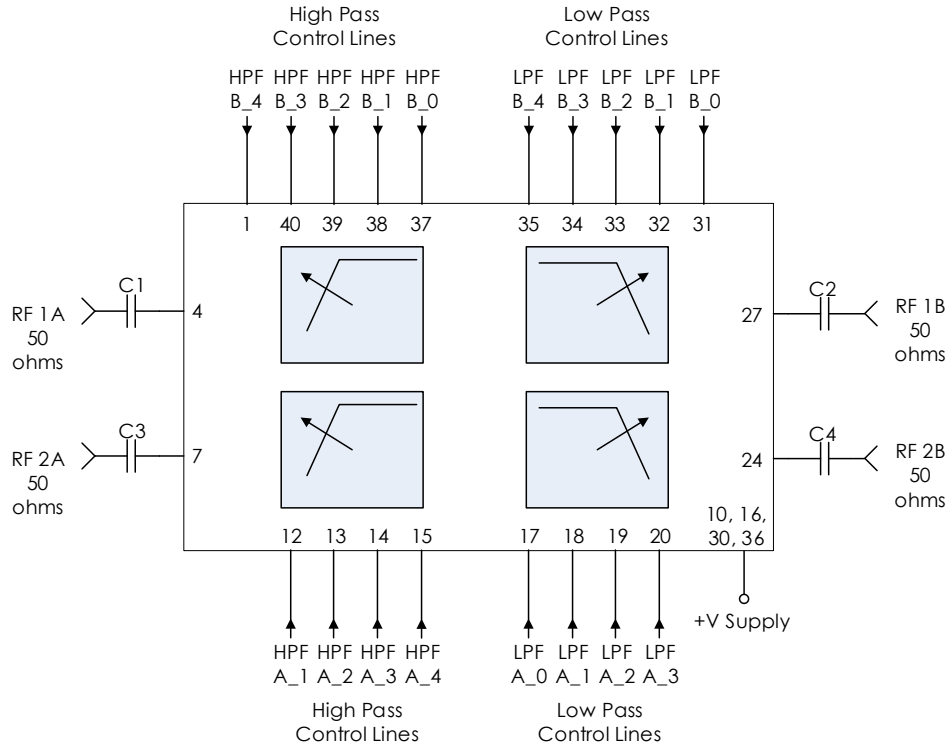 High Pass
Control Lines
Low Pass
Control Lines
HPF HPF HPF HPF HPF
B_4 B_3 B_2 B_1 B_0
LPF LPF LPF LPF LPF
B_4 B_3 B_2 B_1 B_0
1 40 39 38 37
35 34 33 32 31
C1
RF 1A
50
ohms
4
C2
RF 1B
50
ohms
27
C3
RF 2A
50
ohms
7
C4
RF 2B
50
ohms
24
10, 16,
30, 36
12 13 14 15
17 18 19 20
+V Supply
HPF HPF HPF HPF
A_1 A_2 A_3 A_4
LPF LPF LPF LPF
A_0 A_1 A_2 A_3
High Pass
Control Lines
Low Pass
Control Lines